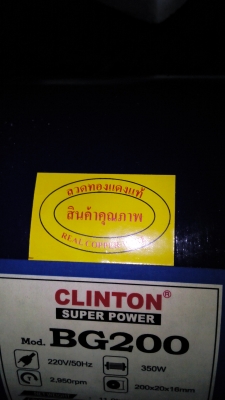 ลวดทองแดงแท้
สินค้าคุณภาพ
REAL COPPER
CLINTON®
SUPER POWER
Mod. BG200
220V/50Hz
350W
2,950rpm
200x20x16mm